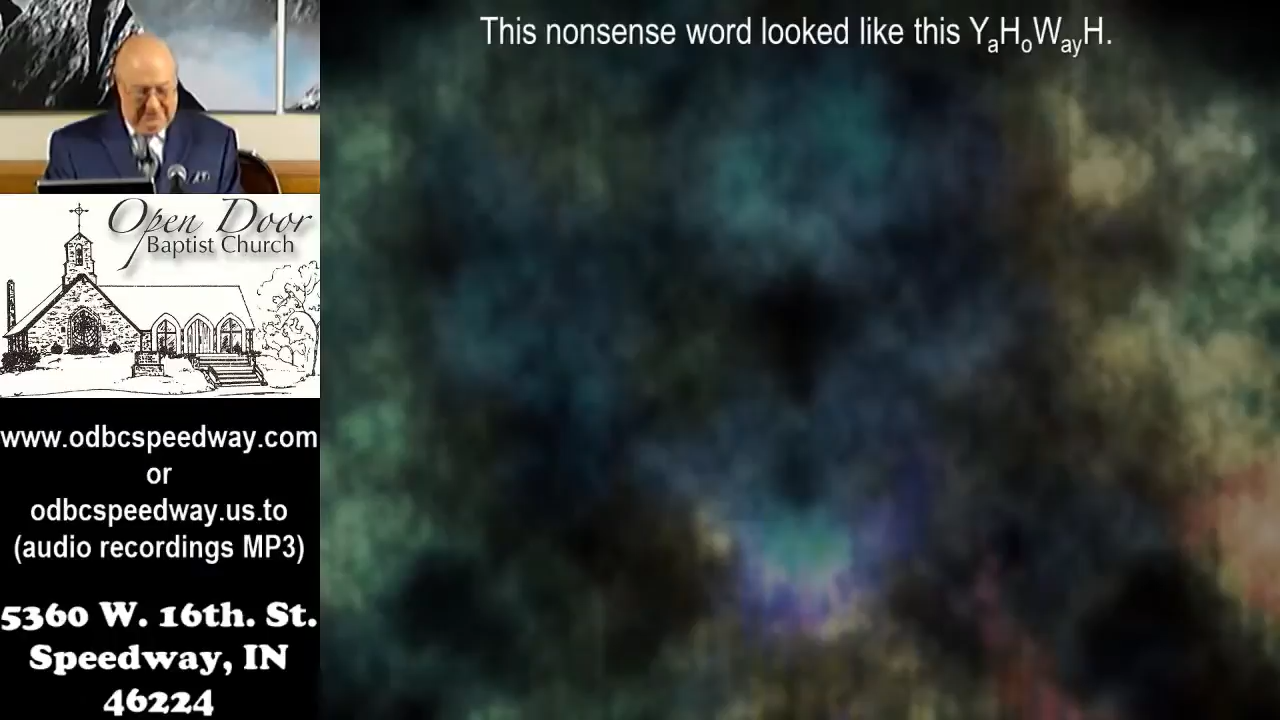 This nonsense word looked like this YaHoWayH.
Open Door
Baptist Church
www.odbcspeedway.com
or
odbcspeedway.us.to
(audio recordings MP3)
5360 W. 16th. St.
Speedway, IN
46224